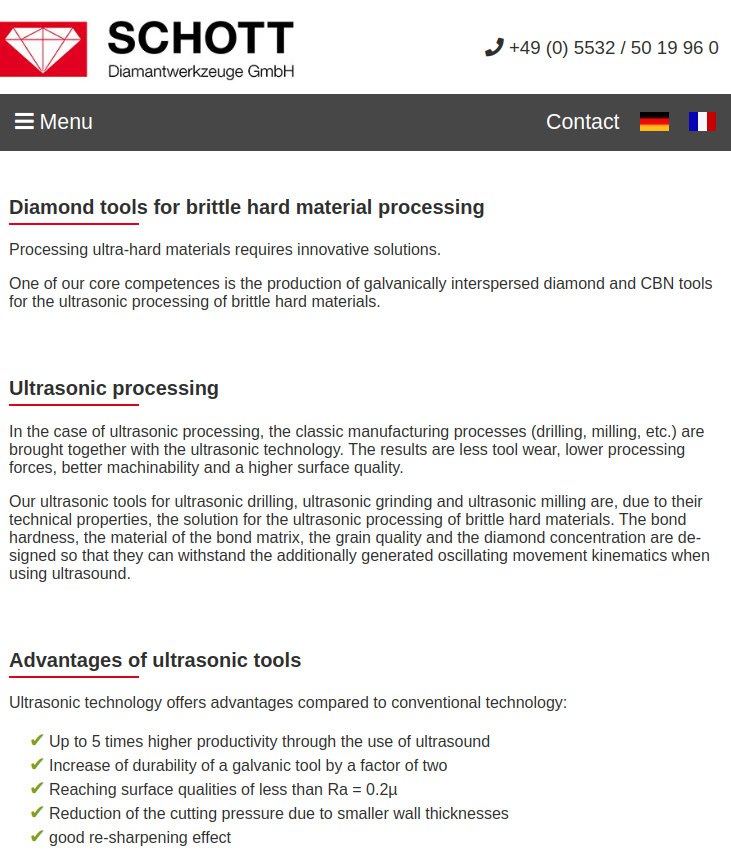 SCHOTT
Diamantwerkzeuge GmbH
+49 (0) 5532 / 50 19 96 0
Menu
Contact
Diamond tools for brittle hard material processing
Processing ultra-hard materials requires innovative solutions.
One of our core competences is the production of galvanically interspersed diamond and CBN tools
for the ultrasonic processing of brittle hard materials.
Ultrasonic processing
In the case of ultrasonic processing, the classic manufacturing processes (drilling, milling, etc.) are
brought together with the ultrasonic technology. The results are less tool wear, lower processing
forces, better machinability and a higher surface quality.
Our ultrasonic tools for ultrasonic drilling, ultrasonic grinding and ultrasonic milling are, due to their
technical properties, the solution for the ultrasonic processing of brittle hard materials. The bond
hardness, the material of the bond matrix, the grain quality and the diamond concentration are de-
signed so that they can withstand the additionally generated oscillating movement kinematics when
using ultrasound.
Advantages of ultrasonic tools
Ultrasonic technology offers advantages compared to conventional technology:
✔ Up to 5 times higher productivity through the use of ultrasound
✔ Increase of durability of a galvanic tool by a factor of two
✔ Reaching surface qualities of less than Ra = 0.2µ
✔ Reduction of the cutting pressure due to smaller wall thicknesses
✔ good re-sharpening effect